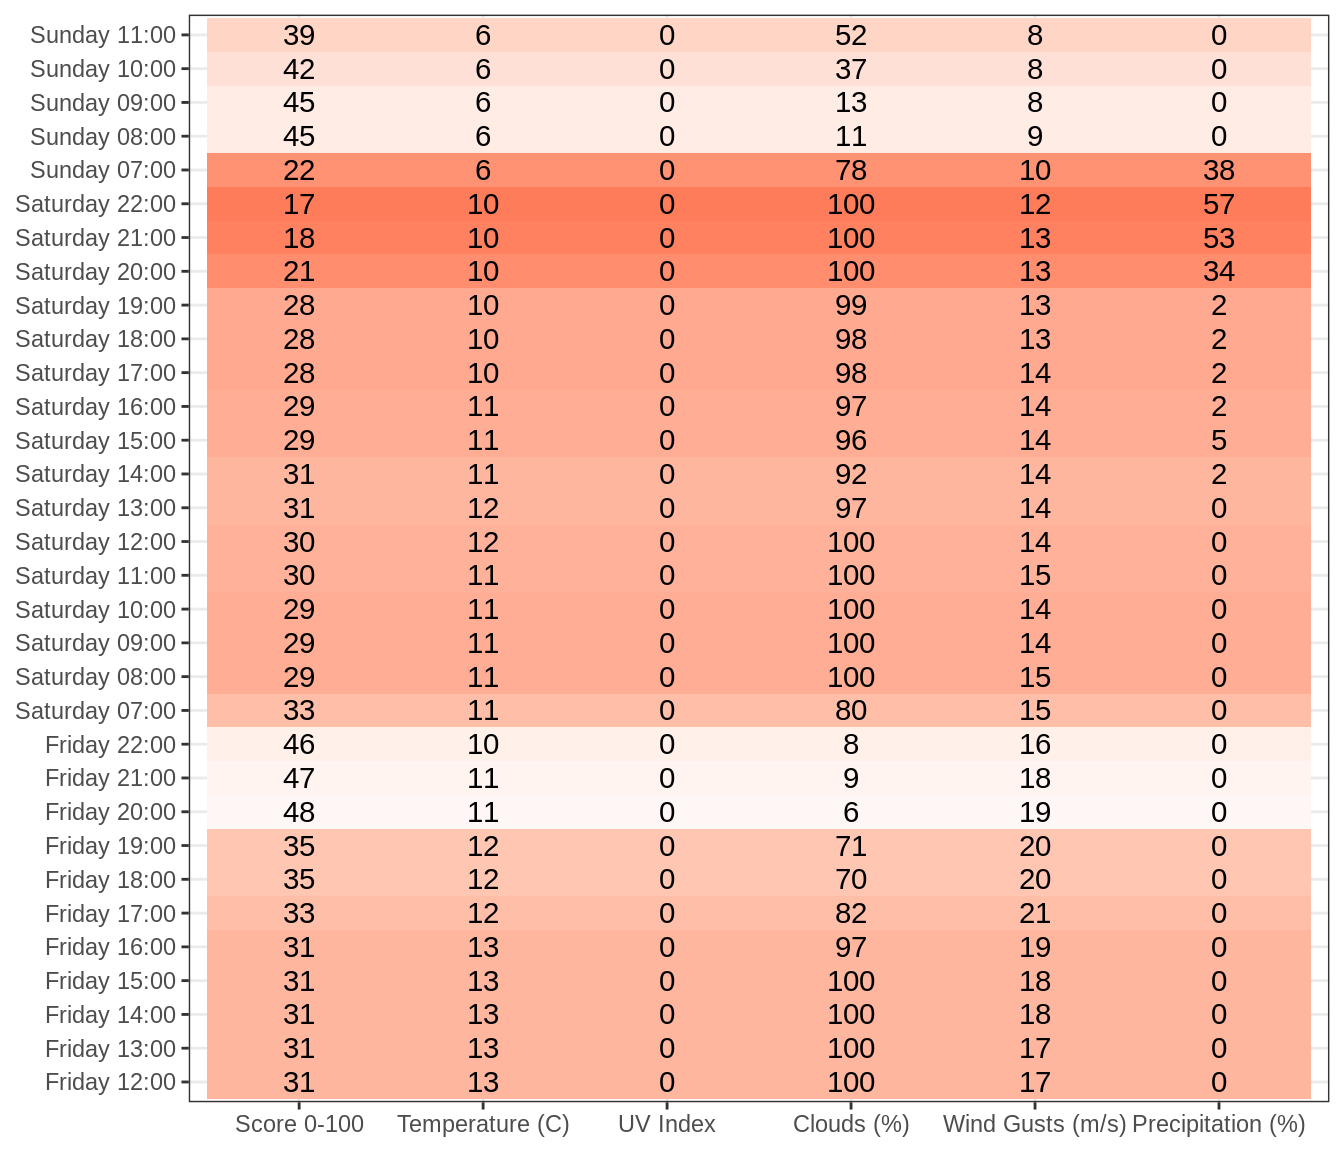 Sunday 11:00 39 6 0 52 8 0
Sunday 10:00 42 6 0 37 8 0
Sunday 09:00 45 6 0 13 8 0
Sunday 08:00 45 6 0 11 9 0
Sunday 07:00 22 6 0 78 10 38
Saturday 22:00 17 10 0 100 12 57
Saturday 21:00 18 10 0 100 13 53
Saturday 20:00 21 10 0 100 13 34
Saturday 19:00 28 10 0 99 13 2
Saturday 18:00 28 10 0 98 13 2
Saturday 17:00 28 10 0 98 14 2
Saturday 16:00 29 11 0 97 14 2
Saturday 15:00 29 11 0 96 14 5
Saturday 14:00 31 11 0 92 14 2
Saturday 13:00 31 12 0 97 14 0
Saturday 12:00 30 12 0 100 14 0
Saturday 11:00 30 11 0 100 15 0
Saturday 10:00 29 11 0 100 14 0
Saturday 09:00 29 11 0 100 14 0
Saturday 08:00 29 11 0 100 15 0
Saturday 07:00 33 11 0 80 15 0
Friday 22:00 46 10 0 8 16 0
Friday 21:00 47 11 0 9 18 0
Friday 20:00 48 11 0 6 19 0
Friday 19:00 35 12 0 71 20 0
Friday 18:00 35 12 0 70 20 0
Friday 17:00 33 12 0 82 21 0
Friday 16:00 31 13 0 97 19 0
Friday 15:00 31 13 0 100 18 0
Friday 14:00 31 13 0 100 18 0
Friday 13:00 31 13 0 100 17 0
Friday 12:00 31 13 0 100 17 0
Score 0-100 Temperature (C) UV Index Clouds (%) Wind Gusts (m/s) Precipitation (%)